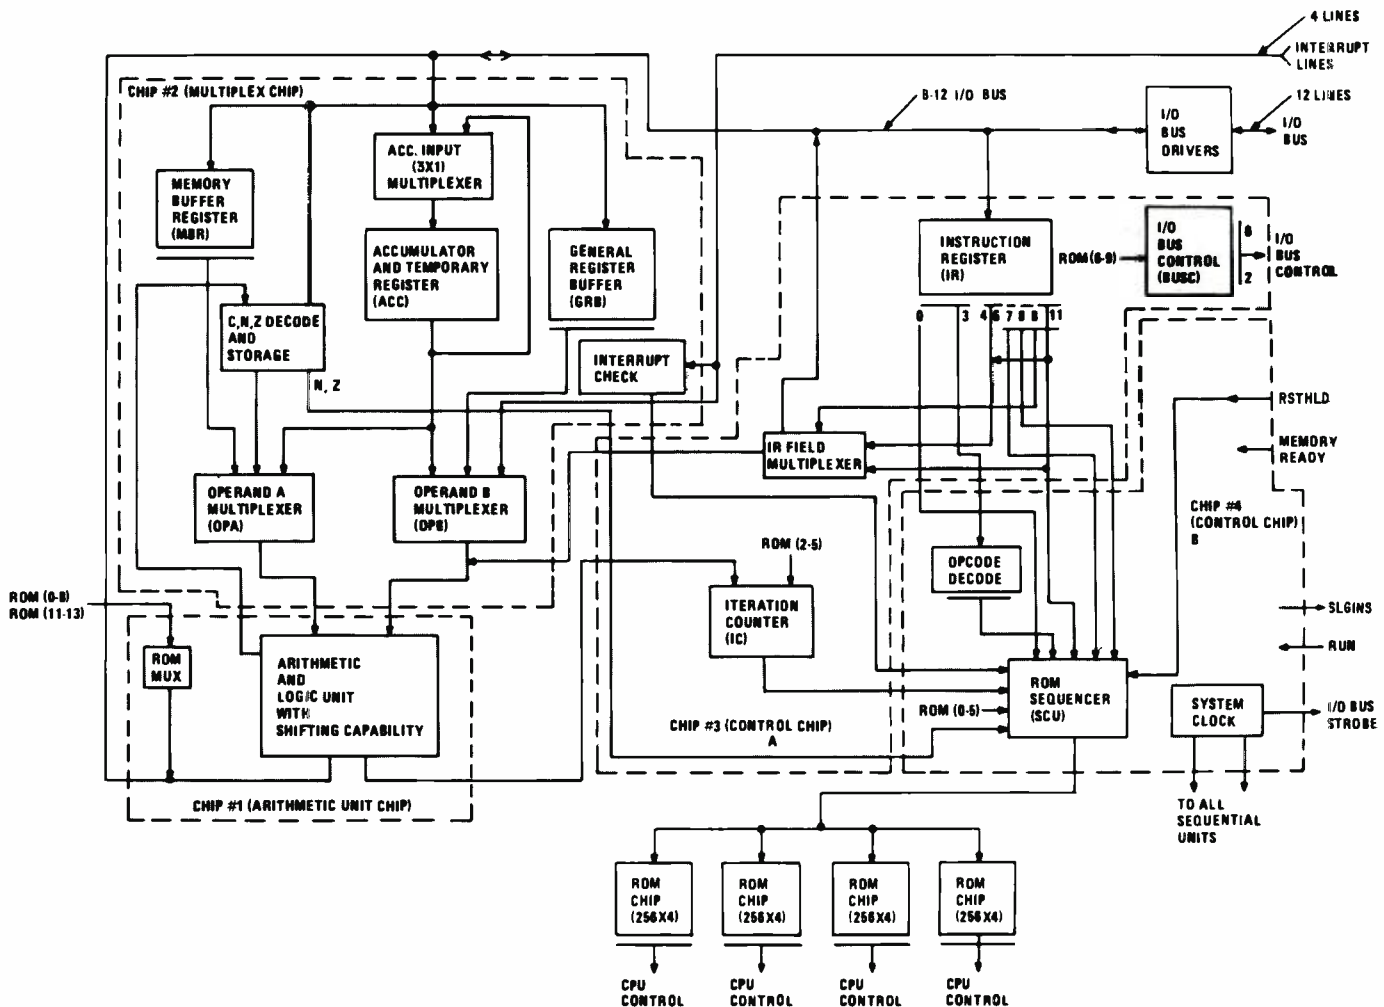 4 LINES
INTERRUPT
LINES
CHIP #2 (MULTIPLEX CHIP)
8-12 I/O BUS
12 LINES
I/O
BUS
DRIVERS
I/O
BUS
ACC. INPUT
(3X1)
MULTIPLEXER
MEMORY
BUFFER
REGISTER
(MBR)
ACCUMULATOR
AND TEMPORARY
REGISTER
(ACC)
GENERAL
REGISTER
BUFFER
(GRB)
INSTRUCTION
REGISTER
(IR)
ROM(6-9)
I/O
BUS
CONTROL
(BUSC)
8
2
I/O
BUS
CONTROL
0
3
4
6
7
8
11
C,N,Z DECODE
AND
STORAGE
N, Z
INTERRUPT
CHECK
IR FIELD
MULTIPLEXER
RSTHLD
MEMORY
READY
OPERAND A
MULTIPLEXER
(OPA)
OPERAND B
MULTIPLEXER
(OPB)
CHIP #4
(CONTROL CHIP)
B
ROM (2-5)
OPCODE
DECODE
ROM (0-8)
ROM (11-13)
ITERATION
COUNTER
(IC)
SLGINS
RUN
ROM
MUX
ARITHMETIC
AND
LOGIC UNIT
WITH
SHIFTING CAPABILITY
ROM
SEQUENCER
(SCU)
ROM (0-5)
SYSTEM
CLOCK
I/O BUS
STROBE
CHIP #3 (CONTROL CHIP)
A
CHIP #1 (ARITHMETIC UNIT CHIP)
TO ALL
SEQUENTIAL
UNITS
ROM
CHIP
(256X4)
ROM
CHIP
(256X4)
ROM
CHIP
(256X4)
ROM
CHIP
(256X4)
CPU
CONTROL
CPU
CONTROL
CPU
CONTROL
CPU
CONTROL